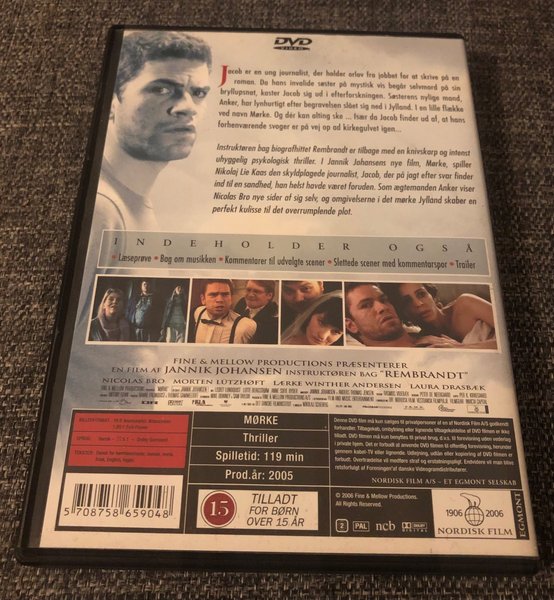 DVD
VIDEO
Jacob er en ung journalist, der holder orlov fra jobbet for at skrive på en
roman. Da hans invalide søster på mystisk vis begår selvmord på sin
bryllupsnat, kaster Jacob sig ud i efterforskningen. Søsterens nylige mand,
Anker, har lynhurtigt efter begravelsen slået sig ned i Jylland. I en lille flække
ved navn Mørke. Og dér kan alting ske ... Især da Jacob finder ud af, at hans
forhenværende svoger er på vej op ad kirkegulvet igen...
Instruktøren bag biografhittet Rembrandt er tilbage med en knivskarp og intenst
uhyggelig psykologisk thriller. I Jannik Johansens nye film, Mørke, spiller
Nikolaj Lie Kaas den skyldplagede journalist, Jacob, der på jagt efter svar finder
ind til en sandhed, han helst havde været foruden. Som ægtemanden Anker viser
Nicolas Bro nye sider af sig selv, og omgivelserne i det mørke Jylland skaber en
perfekt kulisse til det overrumplende plot.
INDEHOLDER OGSÅ
• Læseprøve • Bag om musikken • Kommentarer til udvalgte scener • Slettede scener med kommentarspor • Trailer
FINE & MELLOW PRODUCTIONS PRÆSENTERER
EN FILM AF JANNIK JOHANSEN INSTRUKTØREN BAG "REMBRANDT"
NICOLAS BRO MORTEN LÜTZHØFT LÆRKE WINTHER ANDERSEN LAURA DRASBÆK
MØRKE
Thriller
Spilletid: 119 min
Prod.år: 2005
15
TILLADT
FOR BØRN
OVER 15 ÅR
5 708758 659048
NORDISK FILM A/S - ET EGMONT SELSKAB
© 2006 Fine & Mellow Productions.
All Rights Reserved.
2 PAL ncb DOLBY DIGITAL
1906 2006
NORDISK FILM
EGMONT